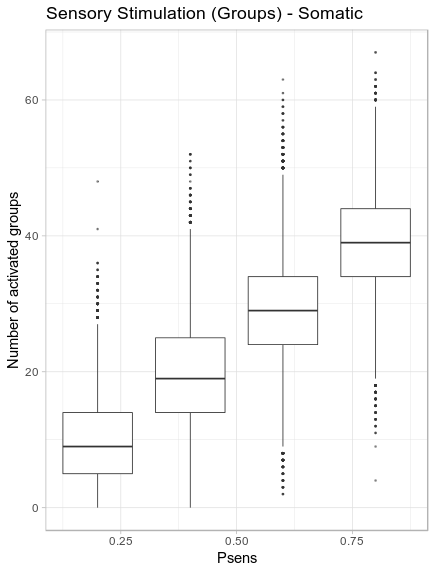 Sensory Stimulation (Groups) - Somatic
Number of activated groups
60
40
20
0
0.25 0.50 0.75
Psens